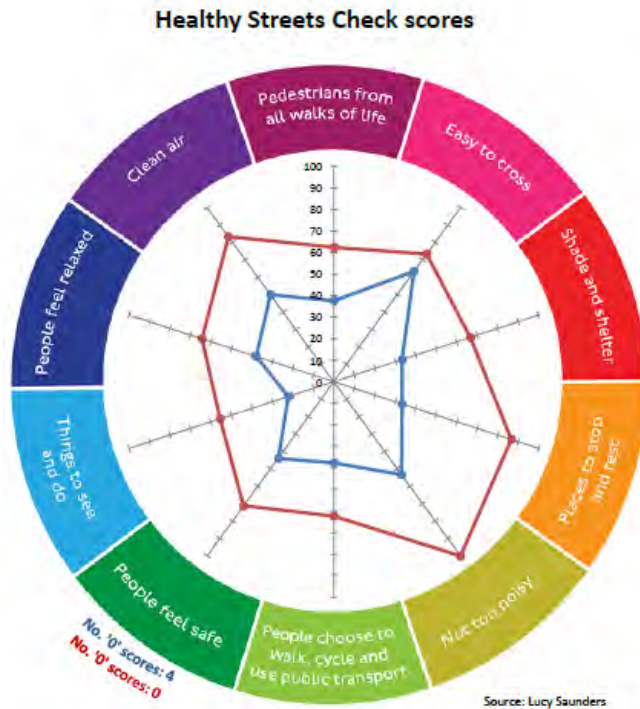 Healthy Streets Check scores
Pedestrians from
all walks of life
Easy to cross
Shade and shelter
Places to stop
and rest
Not too noisy
People choose to
walk, cycle and
use public transport
People feel safe
Things to see
and do
People feel relaxed
Clean air
100
90
80
70
60
50
40
30
20
10
0
No. '0' scores: 4
No. '0' scores: 0
Source: Lucy Saunders